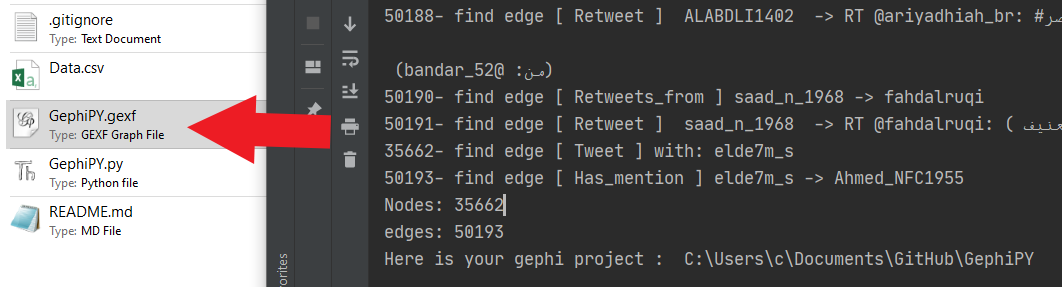 .gitignore
Type: Text Document
Data.csv
GephiPY.gexf
Type: GEXF Graph File
GephiPY.py
Type: Python file
README.md
Type: MD File
orites
50188- find edge [ Retweet ]  ALABDLI1402  -> RT @ariyadhiah_br: #صر
(من: @bandar_52)
50190- find edge [ Retweets_from ] saad_n_1968 -> fahdalruqi
50191- find edge [ Retweet ]  saad_n_1968  -> RT @fahdalruqi: ( عنيف
35662- find edge [ Tweet ] with: elde7m_s
50193- find edge [ Has_mention ] elde7m_s -> Ahmed_NFC1955
Nodes: 35662
edges: 50193
Here is your gephi project :  C:\Users\c\Documents\GitHub\GephiPY